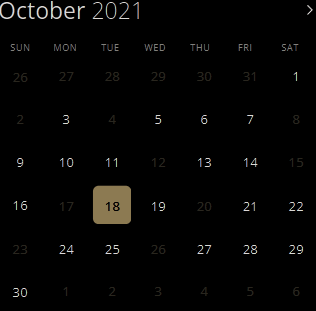 October 2021
SUN MON TUE WED THU FRI SAT
26 27 28 29 30 31 1
2 3 4 5 6 7 8
9 10 11 12 13 14 15
16 17 18 19 20 21 22
23 24 25 26 27 28 29
30 1 2 3 4 5 6